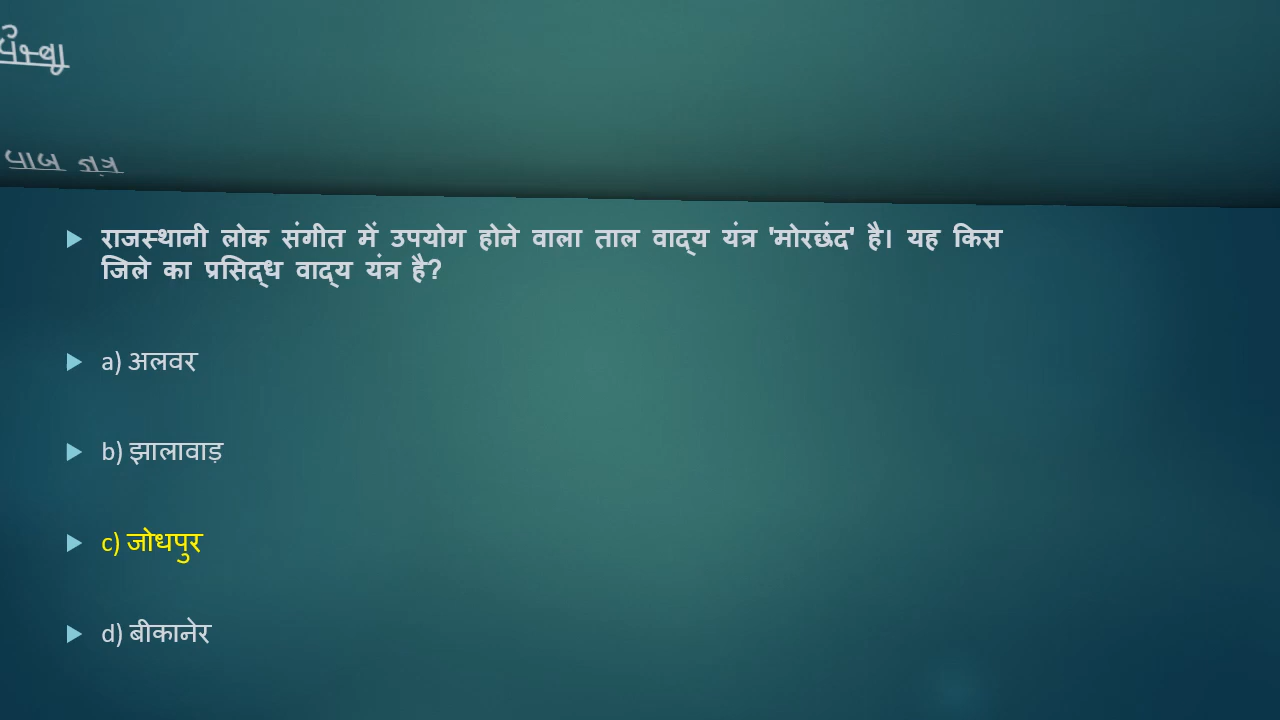 राजस्थानी लोक संगीत में उपयोग होने वाला ताल वाद्य यंत्र 'मोरछंद' है। यह किस
जिले का प्रसिद्ध वाद्य यंत्र है?
a) अलवर
b) झालावाड़
c) जोधपुर
d) बीकानेर